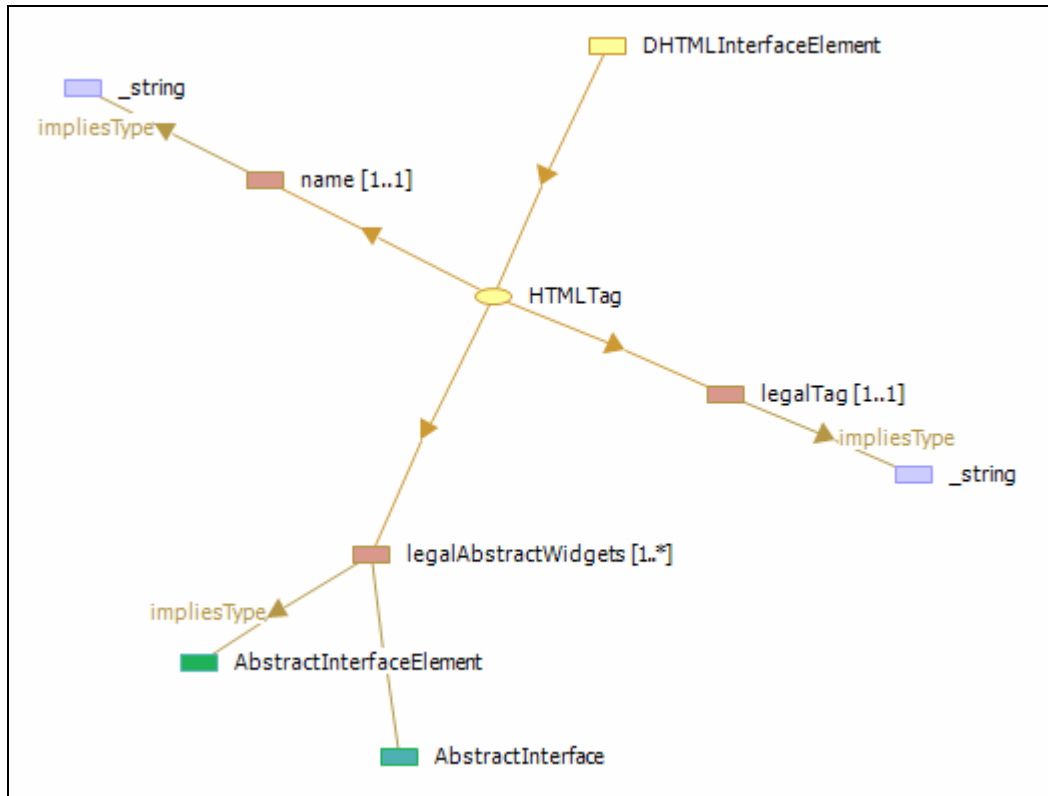 DHTMLInterfaceElement
_string
impliesType
name [1..1]
HTMLTag
legalTag [1..1]
impliesType
_string
legalAbstractWidgets [1..*]
impliesType
AbstractInterfaceElement
AbstractInterface